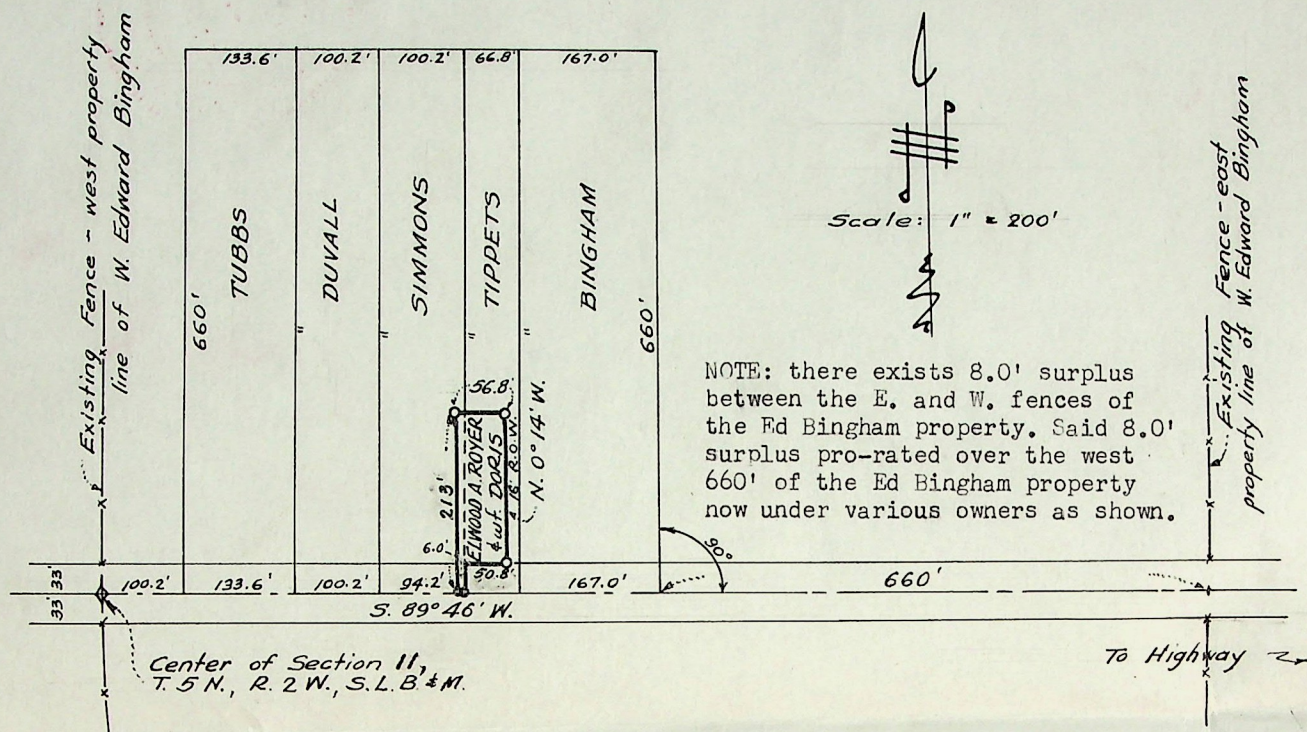 Existing Fence - west property
line of W. Edward Bingham
133.6' 100.2' 100.2' 66.8' 167.0'
660'
TUBBS
DUVALL
SIMMONS
TIPPETS
BINGHAM
660'
" " " "
Scale: 1" = 200'
Existing Fence - east
property line of W. Edward Bingham
NOTE: there exists 8.0' surplus
between the E. and W. fences of
the Ed Bingham property. Said 8.0'
surplus pro-rated over the west
660' of the Ed Bingham property
now under various owners as shown.
56.8'
213'
ELWOOD A. ROYER
& wf. DORIS
16' R.O.W.
N. 0° 14' W.
6.0'
50.8'
90°
33' 33'
100.2' 133.6' 100.2' 94.2' 167.0' 660'
S. 89° 46' W.
Center of Section 11,
T. 5 N., R. 2 W., S.L.B. & M.
To Highway